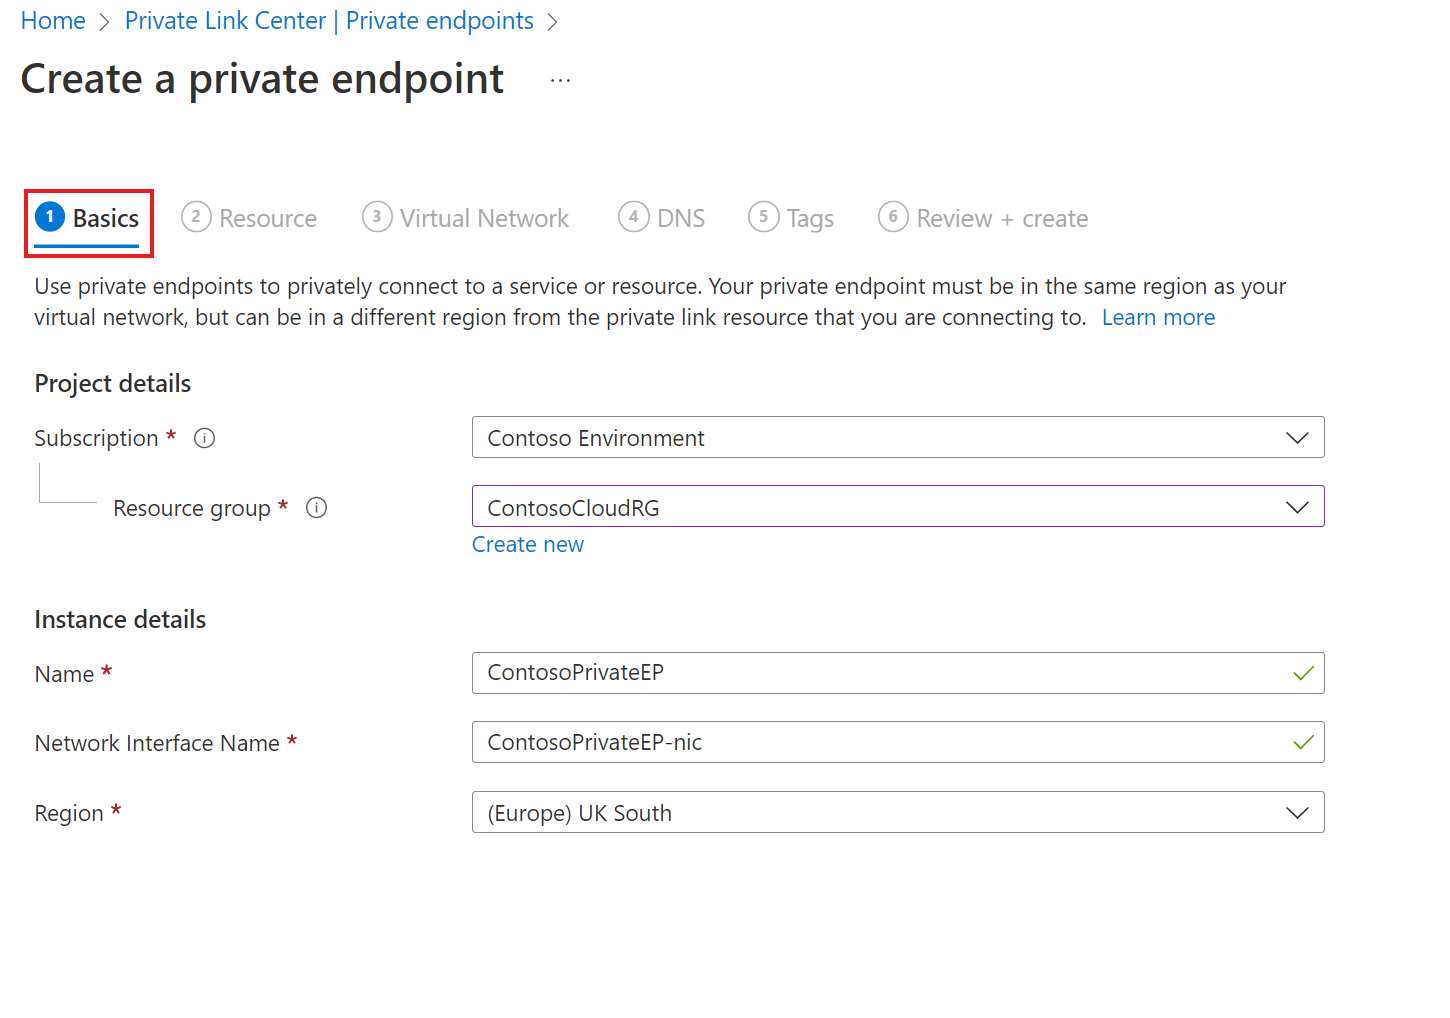 Home > Private Link Center | Private endpoints >
Create a private endpoint ...
1 Basics 2 Resource 3 Virtual Network 4 DNS 5 Tags 6 Review + create
Use private endpoints to privately connect to a service or resource. Your private endpoint must be in the same region as your
virtual network, but can be in a different region from the private link resource that you are connecting to. Learn more
Project details
Subscription * Contoso Environment
Resource group * ContosoCloudRG
Create new
Instance details
Name * ContosoPrivateEP
Network Interface Name * ContosoPrivateEP-nic
Region * (Europe) UK South